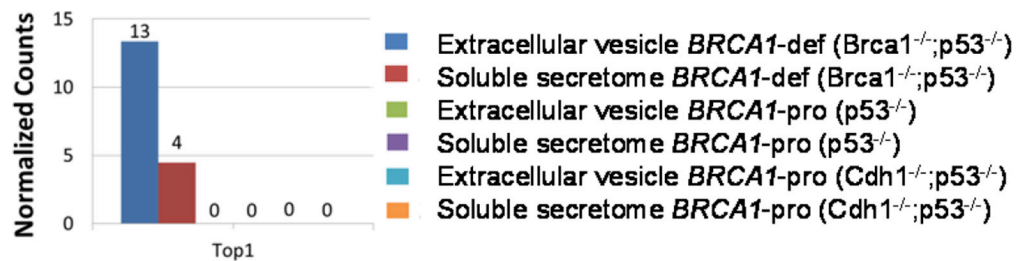 Normalized Counts
15
10
5
0
13
4
0
0
0
0
Top1
Extracellular vesicle BRCA1-def (Brca1-/-;p53-/-)
Soluble secretome BRCA1-def (Brca1-/-;p53-/-)
Extracellular vesicle BRCA1-pro (p53-/-)
Soluble secretome BRCA1-pro (p53-/-)
Extracellular vesicle BRCA1-pro (Cdh1-/-;p53-/-)
Soluble secretome BRCA1-pro (Cdh1-/-;p53-/-)